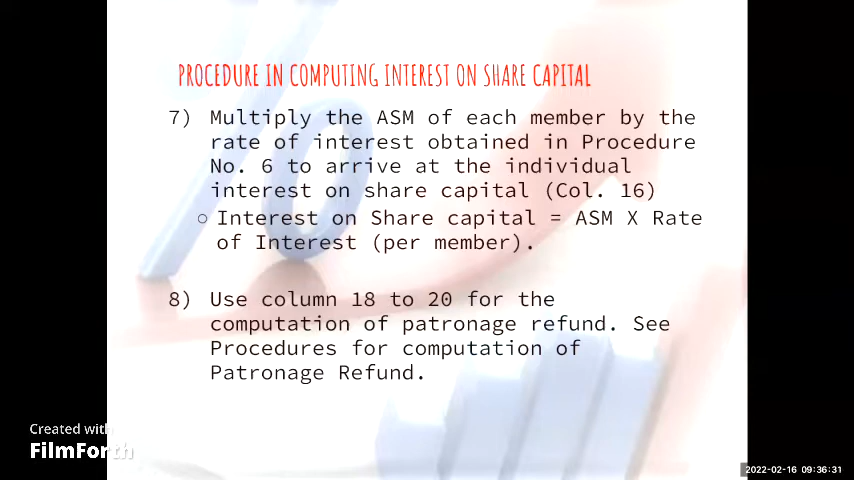 PROCEDURE IN COMPUTING INTEREST ON SHARE CAPITAL
7) Multiply the ASM of each member by the
rate of interest obtained in Procedure
No. 6 to arrive at the individual
interest on share capital (Col. 16)
○ Interest on Share capital = ASM X Rate
of Interest (per member).
8) Use column 18 to 20 for the
computation of patronage refund. See
Procedures for computation of
Patronage Refund.
Created with
FilmForth
2022-02-16 09:36:31